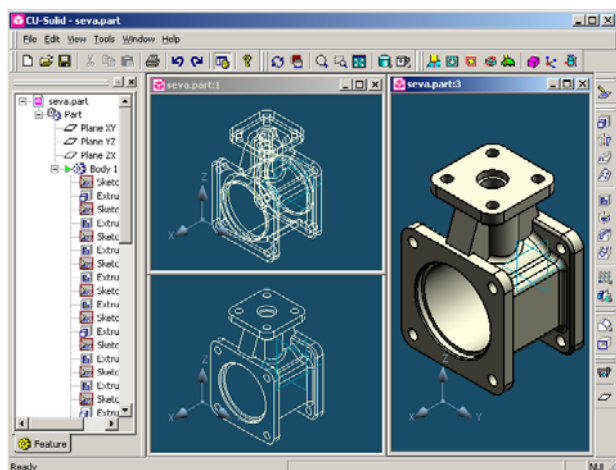 CU-Solid - seva.part
File Edit View Tools Window Help
seva.part
Part
Plane XY
Plane YZ
Plane ZX
Body 1
Sketc
Extru
Sketc
Extru
Sketc
Extru
Sketc
Extru
Sketc
Extru
Sketc
Extru
Sketc
Extru
Sketc
Extru
Sketc
Extru
Feature
seva.part:1
Z
X
Z
X
seva.part:3
Z
X
Y
Ready
NUM